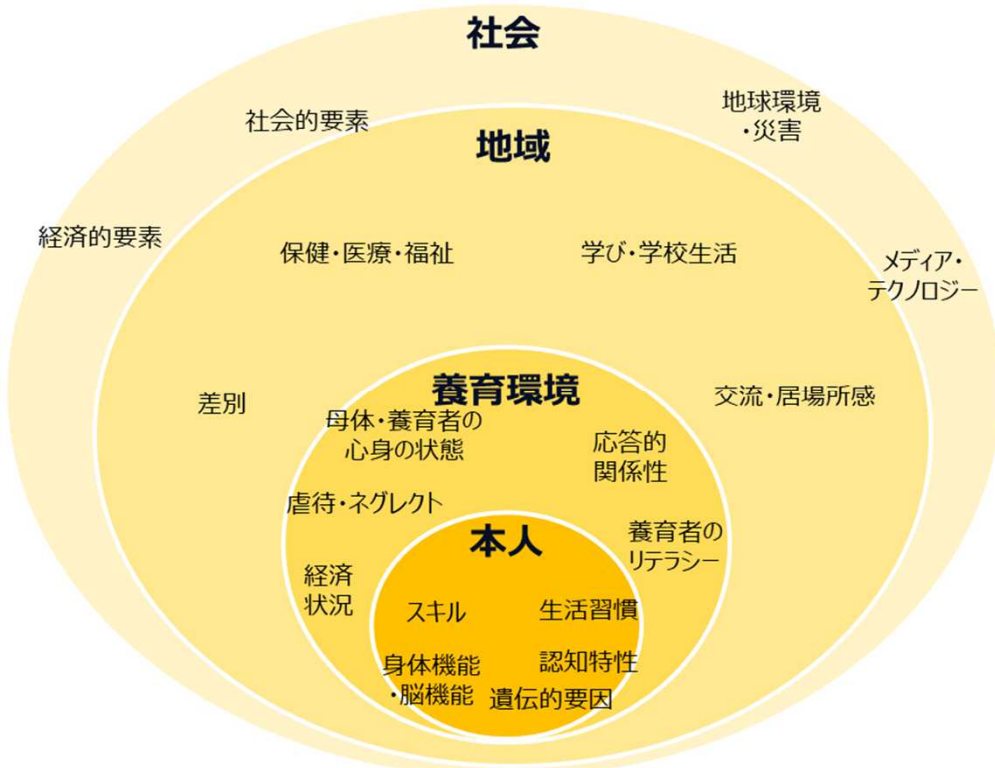 社会
社会的要素
地球環境
・災害
経済的要素
メディア・
テクノロジー
地域
保健・医療・福祉
学び・学校生活
差別
交流・居場所感
養育環境
母体・養育者の
心身の状態
応答的
関係性
虐待・ネグレクト
養育者の
リテラシー
経済
状況
本人
スキル
生活習慣
身体機能
・脳機能
認知特性
遺伝的要因